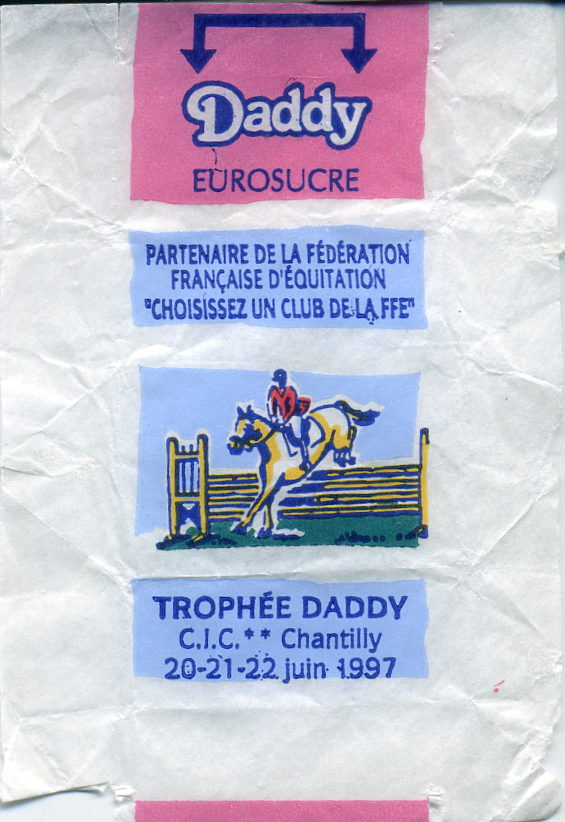 Daddy
EUROSUCRE
PARTENAIRE DE LA FÉDÉRATION
FRANÇAISE D'ÉQUITATION
"CHOISISSEZ UN CLUB DE LA FFE"
TROPHÉE DADDY
C.I.C.** Chantilly
20-21-22 juin 1997